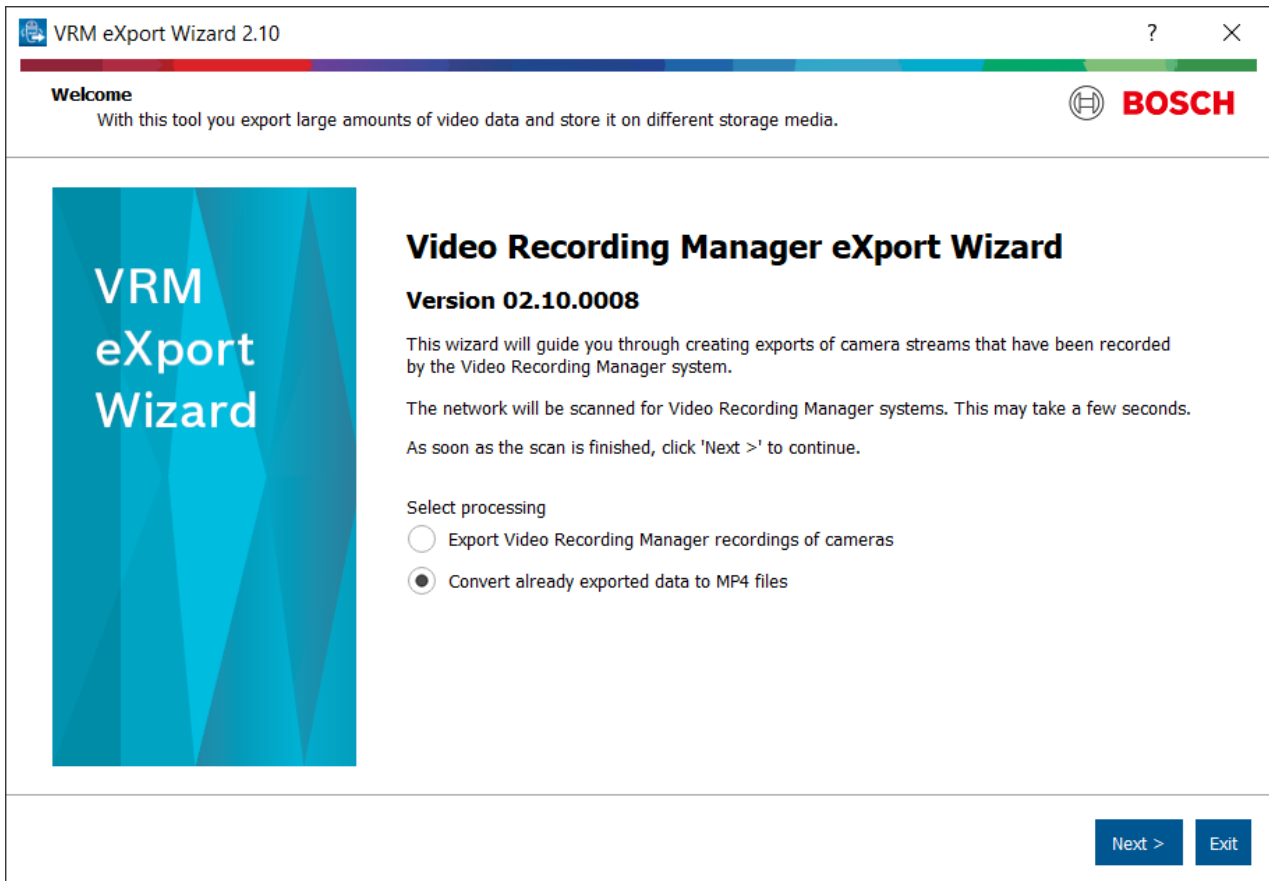 VRM eXport Wizard 2.10
?
Welcome
With this tool you export large amounts of video data and store it on different storage media.
BOSCH
VRM
eXport
Wizard
Video Recording Manager eXport Wizard
Version 02.10.0008
This wizard will guide you through creating exports of camera streams that have been recorded
by the Video Recording Manager system.
The network will be scanned for Video Recording Manager systems. This may take a few seconds.
As soon as the scan is finished, click 'Next >' to continue.
Select processing
Export Video Recording Manager recordings of cameras
Convert already exported data to MP4 files
Next >
Exit